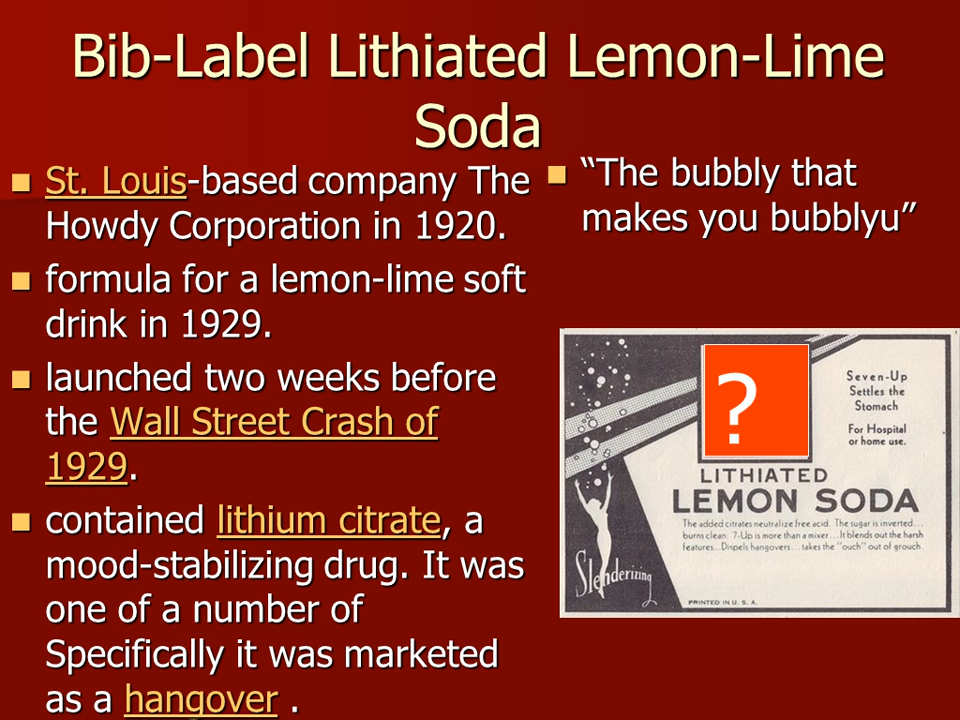 Bib-Label Lithiated Lemon-Lime
Soda
St. Louis-based company The
Howdy Corporation in 1920.
formula for a lemon-lime soft
drink in 1929.
launched two weeks before
the Wall Street Crash of
1929.
contained lithium citrate, a
mood-stabilizing drug. It was
one of a number of
Specifically it was marketed
as a hangover .
“The bubbly that
makes you bubblyu”
?
Seven-Up
Settles the
Stomach
For Hospital
or home use.
LITHIATED
LEMON SODA
The added citrates neutralize free acid. The sugar is inverted...
burns clean. 7-Up is more than a mixer...It blends out the harsh
features...Dispels hangovers...takes the "ouch" out of grouch.
Slenderizing
PRINTED IN U. S. A.